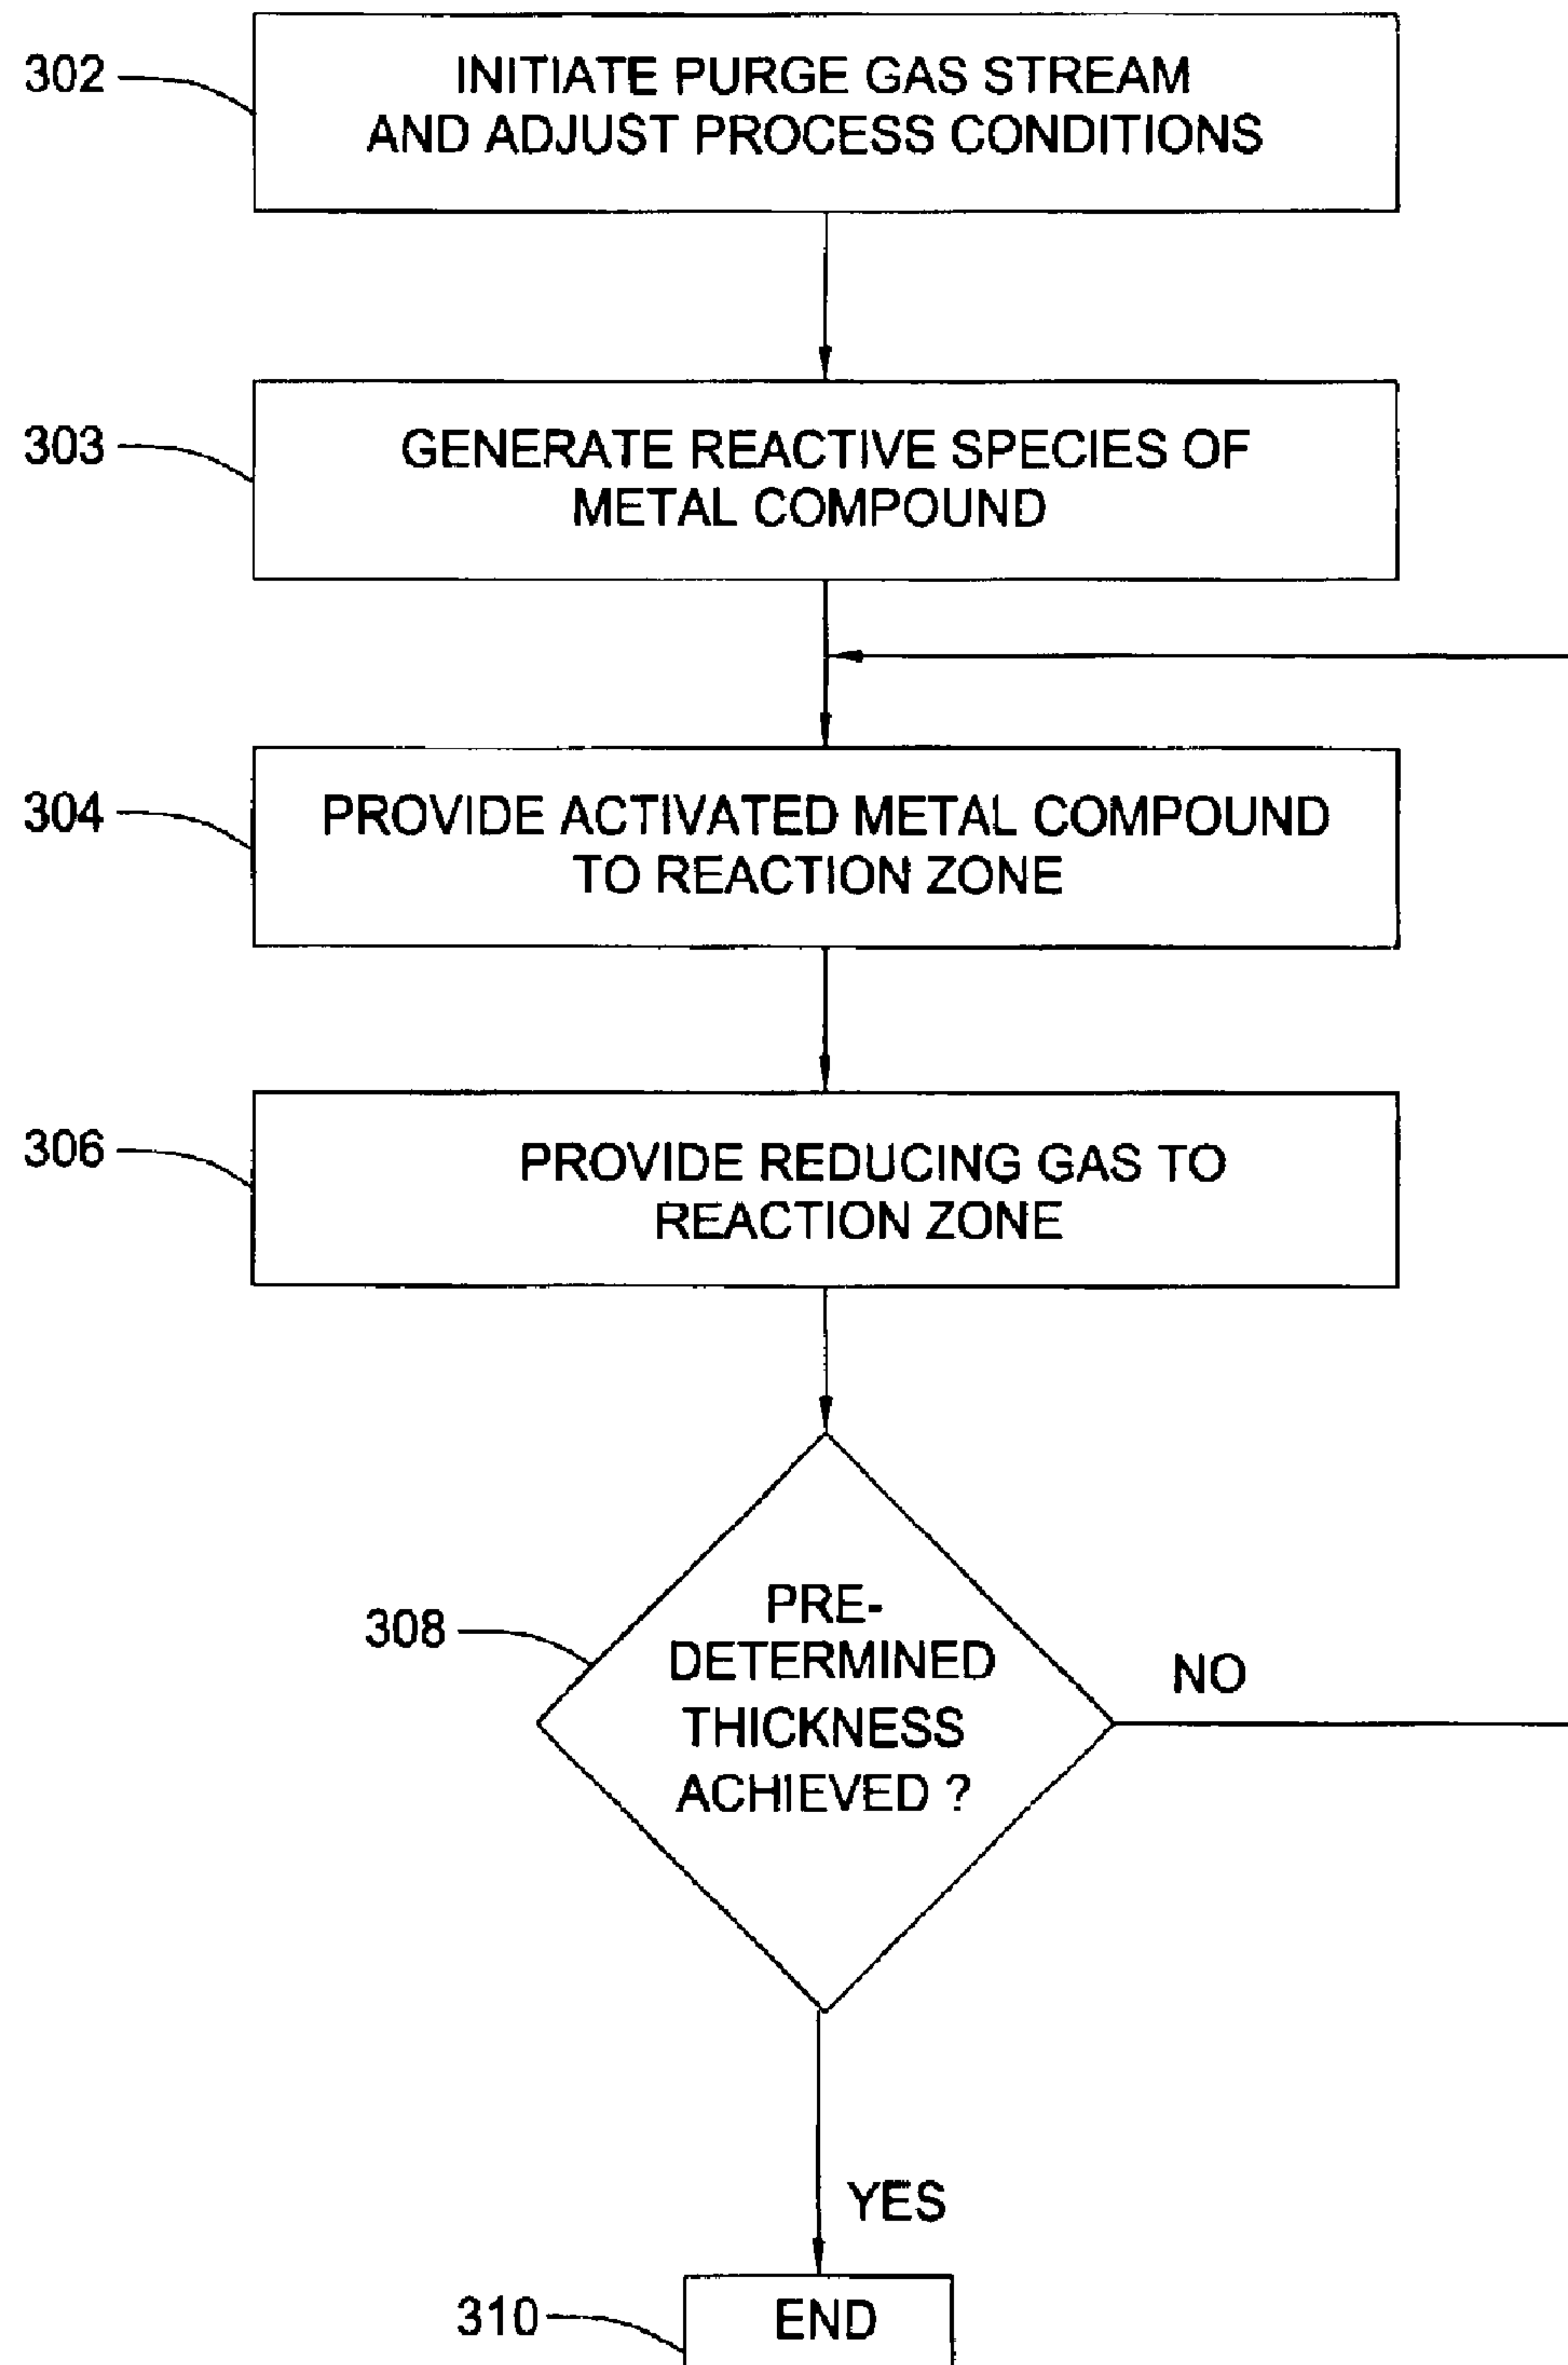 302
INITIATE PURGE GAS STREAM
AND ADJUST PROCESS CONDITIONS
303
GENERATE REACTIVE SPECIES OF
METAL COMPOUND
304
PROVIDE ACTIVATED METAL COMPOUND
TO REACTION ZONE
306
PROVIDE REDUCING GAS TO
REACTION ZONE
308
PRE-
DETERMINED
THICKNESS
ACHIEVED ?
NO
YES
310
END